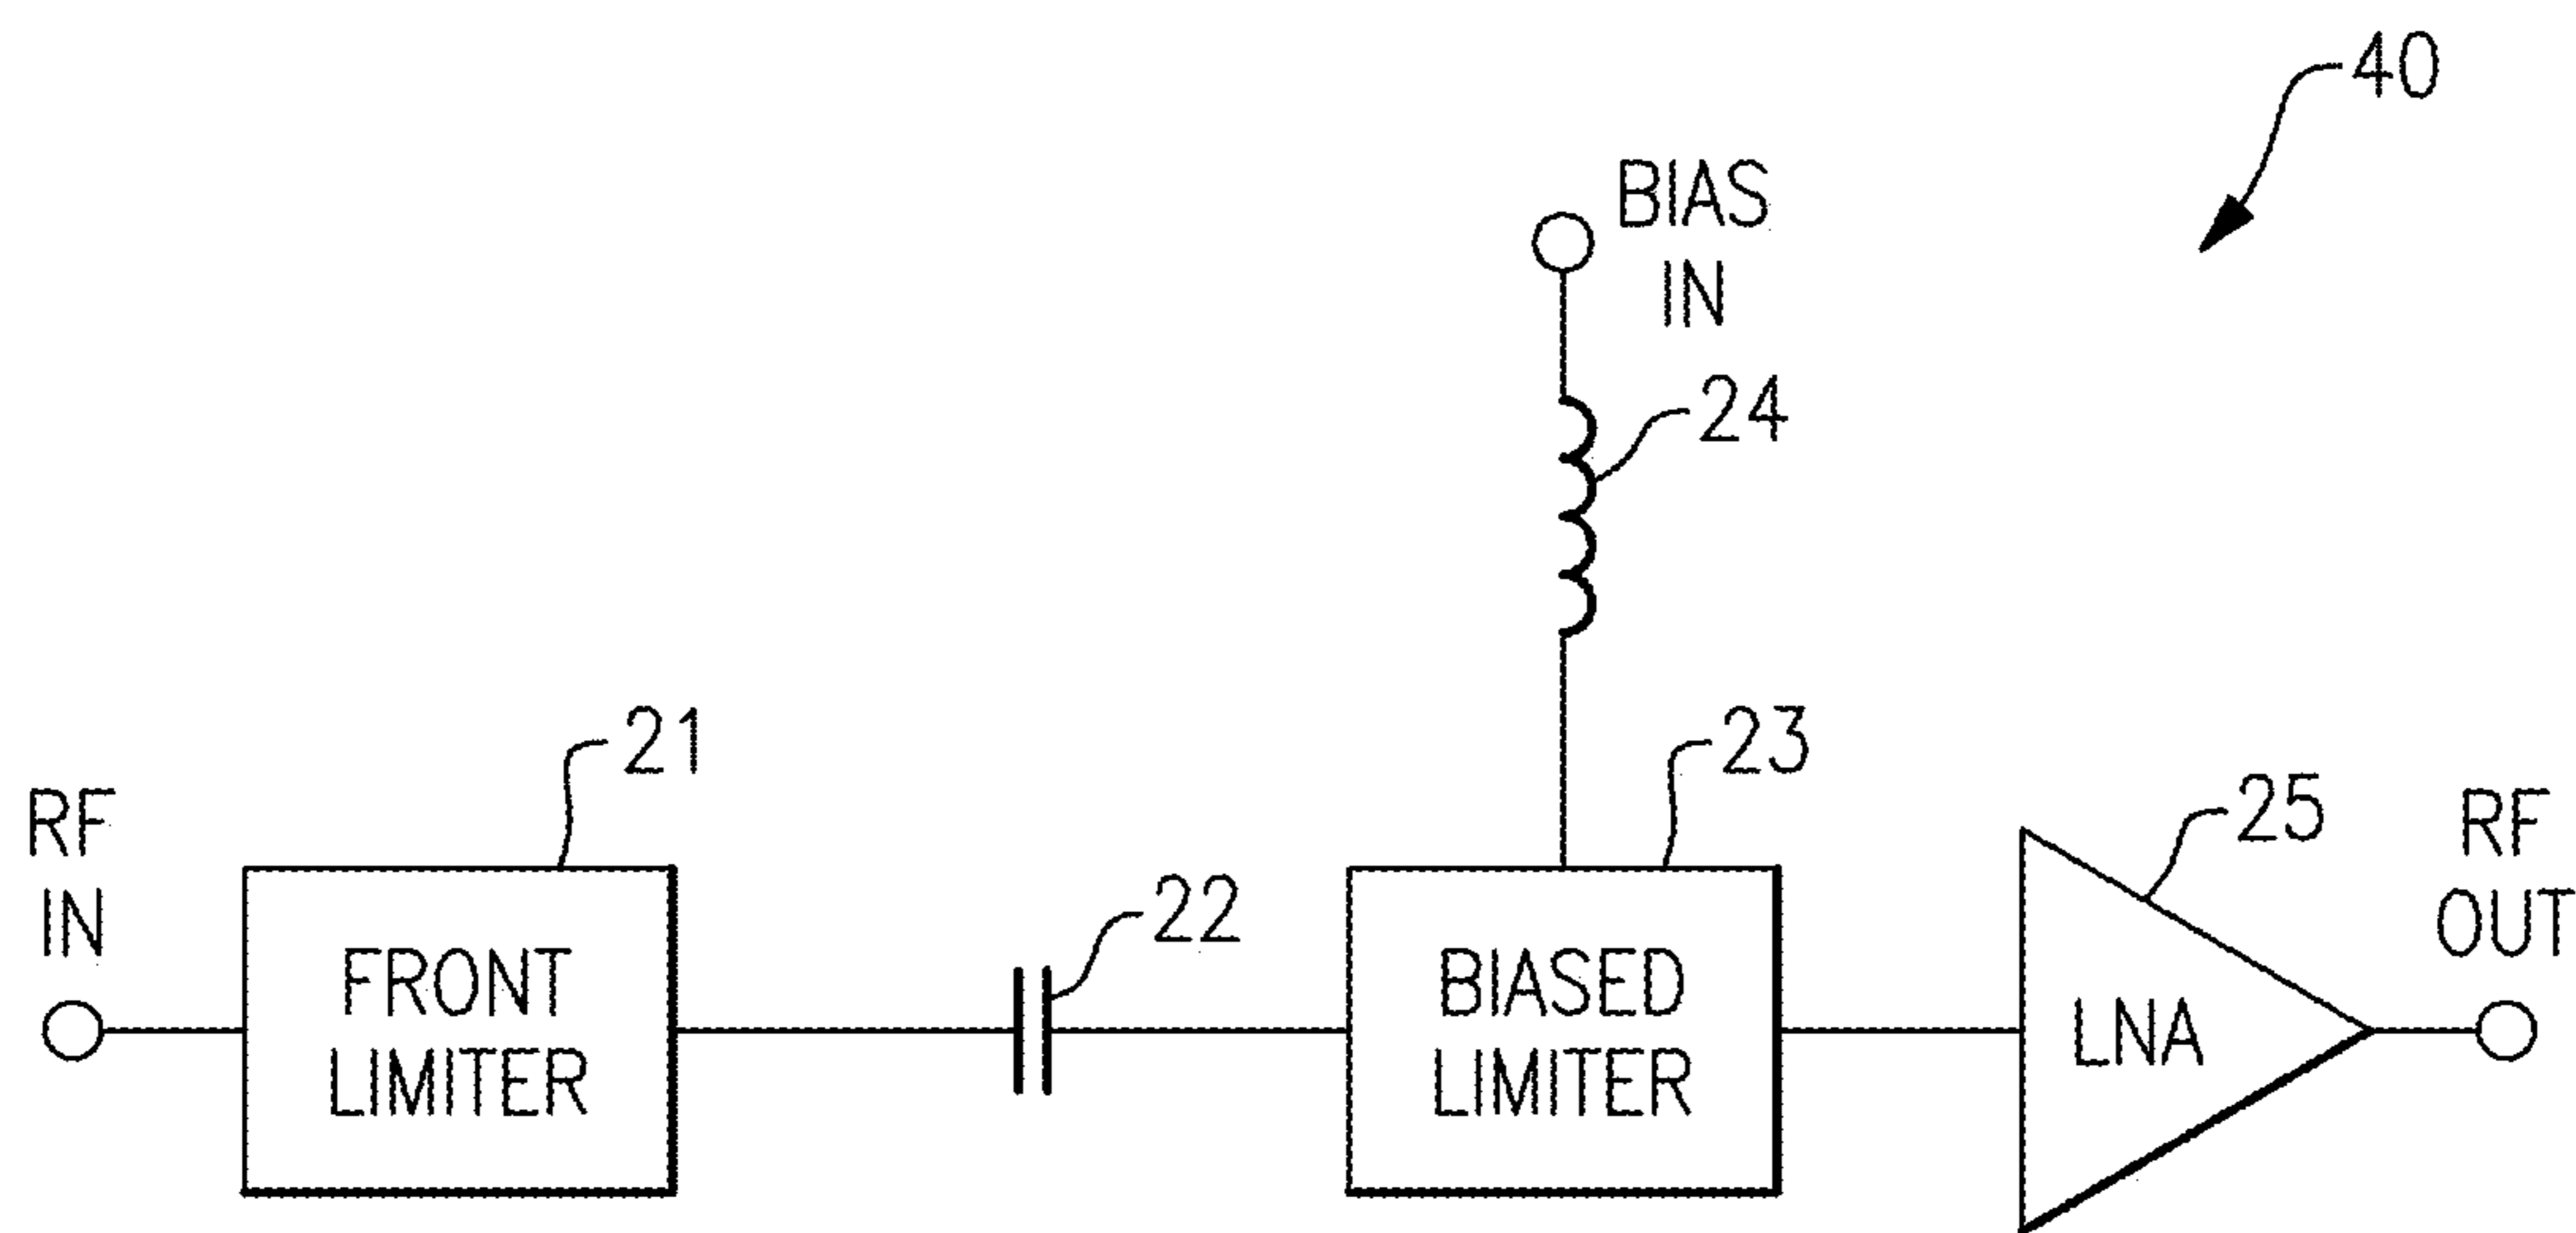 40
BIAS
IN
24
21
23
RF
IN
22
25
RF
OUT
FRONT
LIMITER
BIASED
LIMITER
LNA